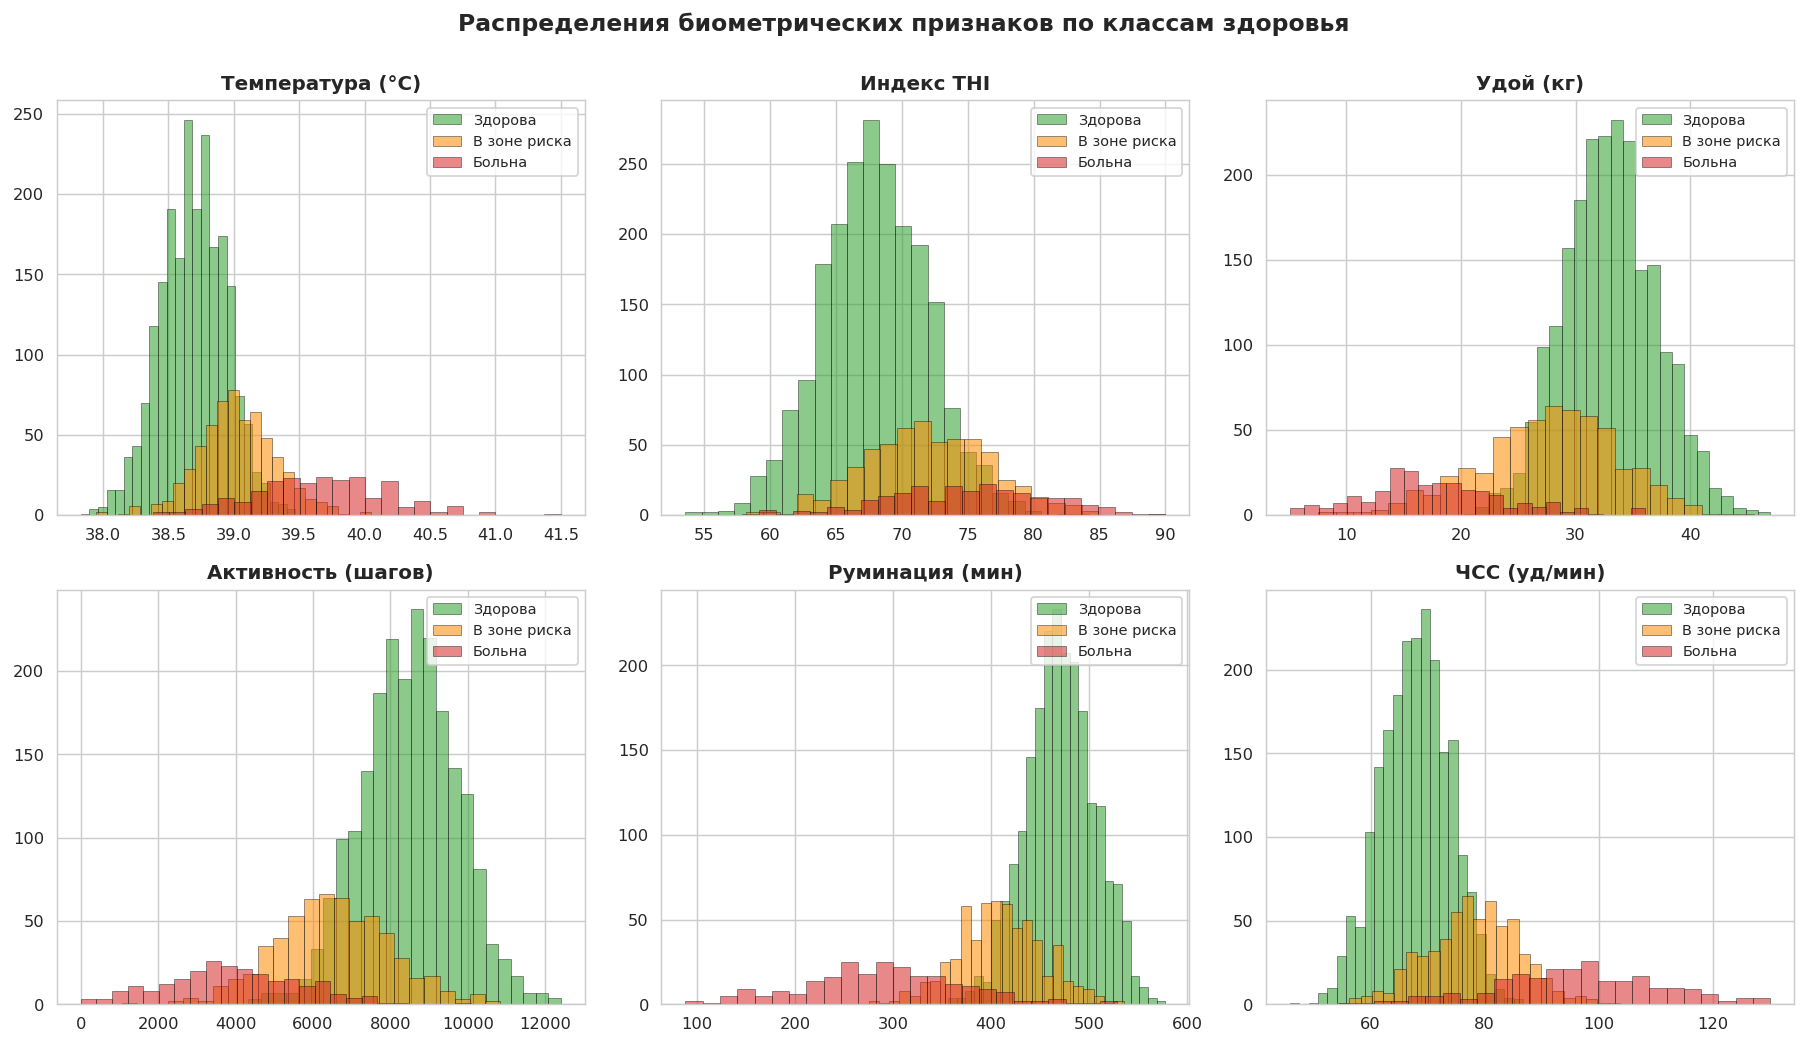 Распределения биометрических признаков по классам здоровья
Температура (°C)
Здорова
В зоне риска
Больна
250
200
150
100
50
0
38.0 38.5 39.0 39.5 40.0 40.5 41.0 41.5
Индекс THI
Здорова
В зоне риска
Больна
250
200
150
100
50
0
55 60 65 70 75 80 85 90
Удой (кг)
Здорова
В зоне риска
Больна
200
150
100
50
0
10 20 30 40
Активность (шагов)
Здорова
В зоне риска
Больна
200
150
100
50
0
0 2000 4000 6000 8000 10000 12000
Руминация (мин)
Здорова
В зоне риска
Больна
200
150
100
50
0
100 200 300 400 500 600
ЧСС (уд/мин)
Здорова
В зоне риска
Больна
200
150
100
50
0
60 80 100 120